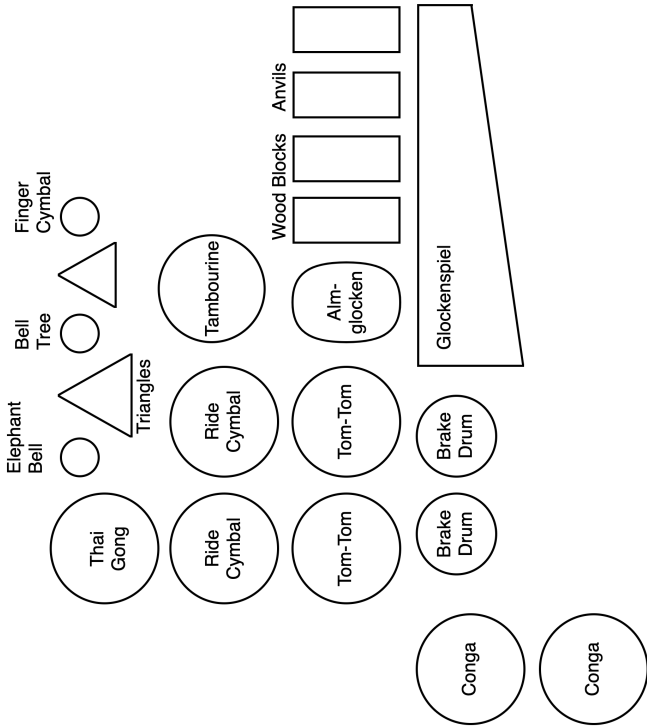 Elephant
Bell
Bell
Tree
Finger
Cymbal
Triangles
Thai
Gong
Ride
Cymbal
Ride
Cymbal
Tambourine
Tom-Tom
Tom-Tom
Alm-
glocken
Wood Blocks
Anvils
Brake
Drum
Brake
Drum
Glockenspiel
Conga
Conga